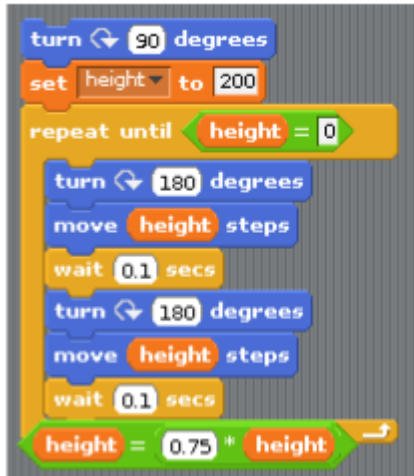 turn 90 degrees
set height to 200
repeat until height = 0
turn 180 degrees
move height steps
wait 0.1 secs
turn 180 degrees
move height steps
wait 0.1 secs
height = 0.75 * height